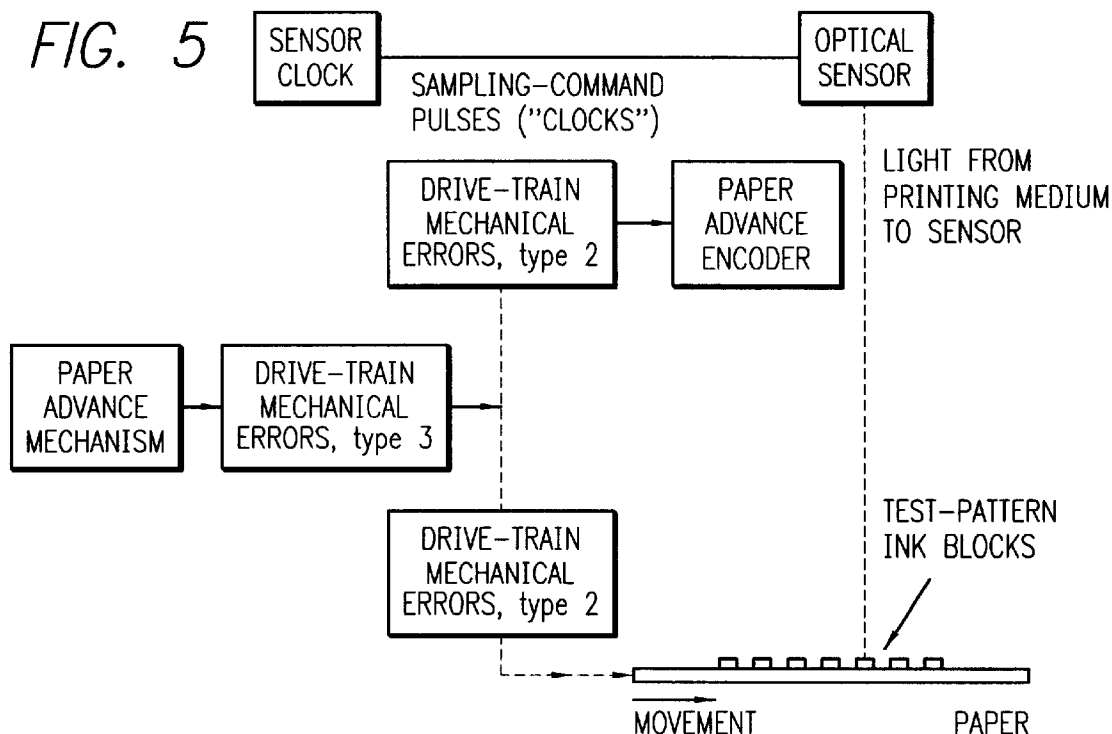 FIG. 5
SENSOR
CLOCK
SAMPLING-COMMAND
PULSES ("CLOCKS")
OPTICAL
SENSOR
LIGHT FROM
PRINTING MEDIUM
TO SENSOR
DRIVE-TRAIN
MECHANICAL
ERRORS, type 2
PAPER
ADVANCE
ENCODER
PAPER
ADVANCE
MECHANISM
DRIVE-TRAIN
MECHANICAL
ERRORS, type 3
DRIVE-TRAIN
MECHANICAL
ERRORS, type 2
TEST-PATTERN
INK BLOCKS
MOVEMENT
PAPER